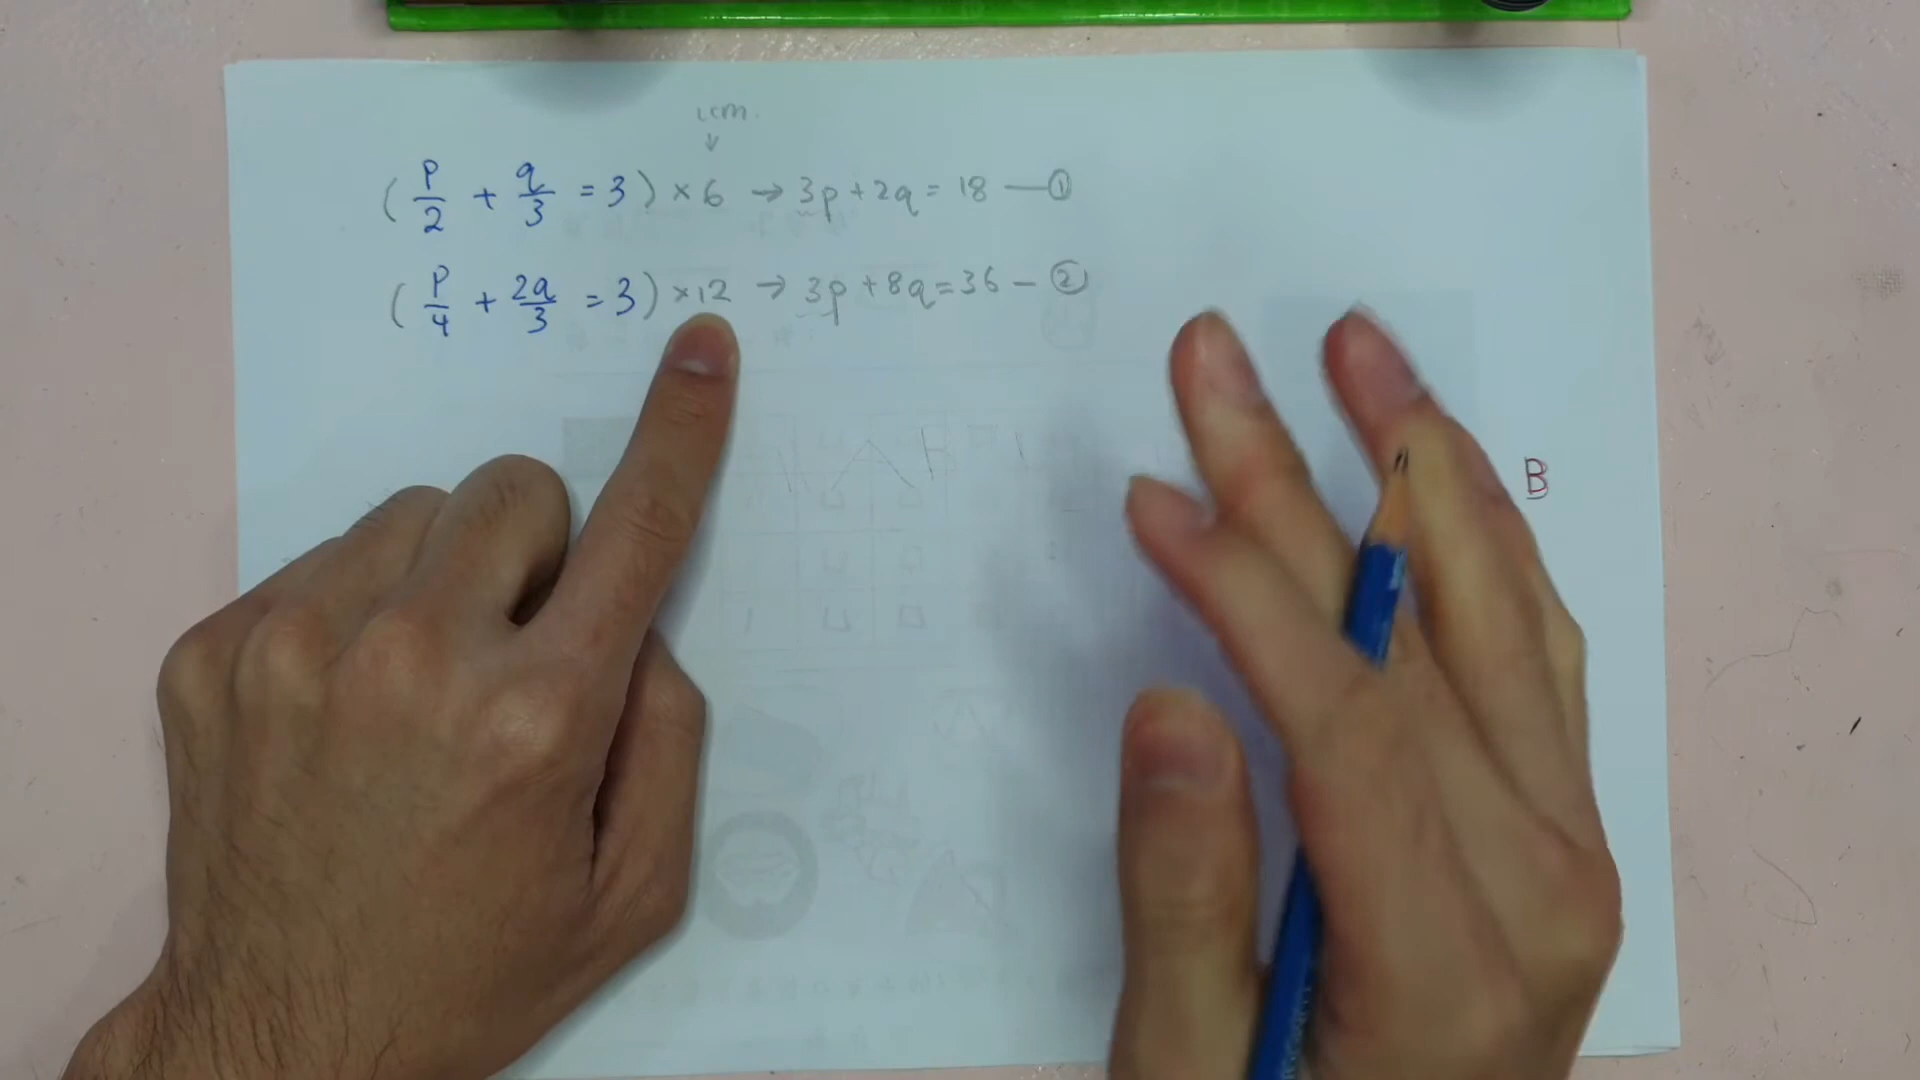 lcm.
↓
( p/2 + q/3 = 3 ) × 6 → 3p + 2q = 18 — ①
( p/4 + 2q/3 = 3 ) × 12 → 3p + 8q = 36 — ②
B